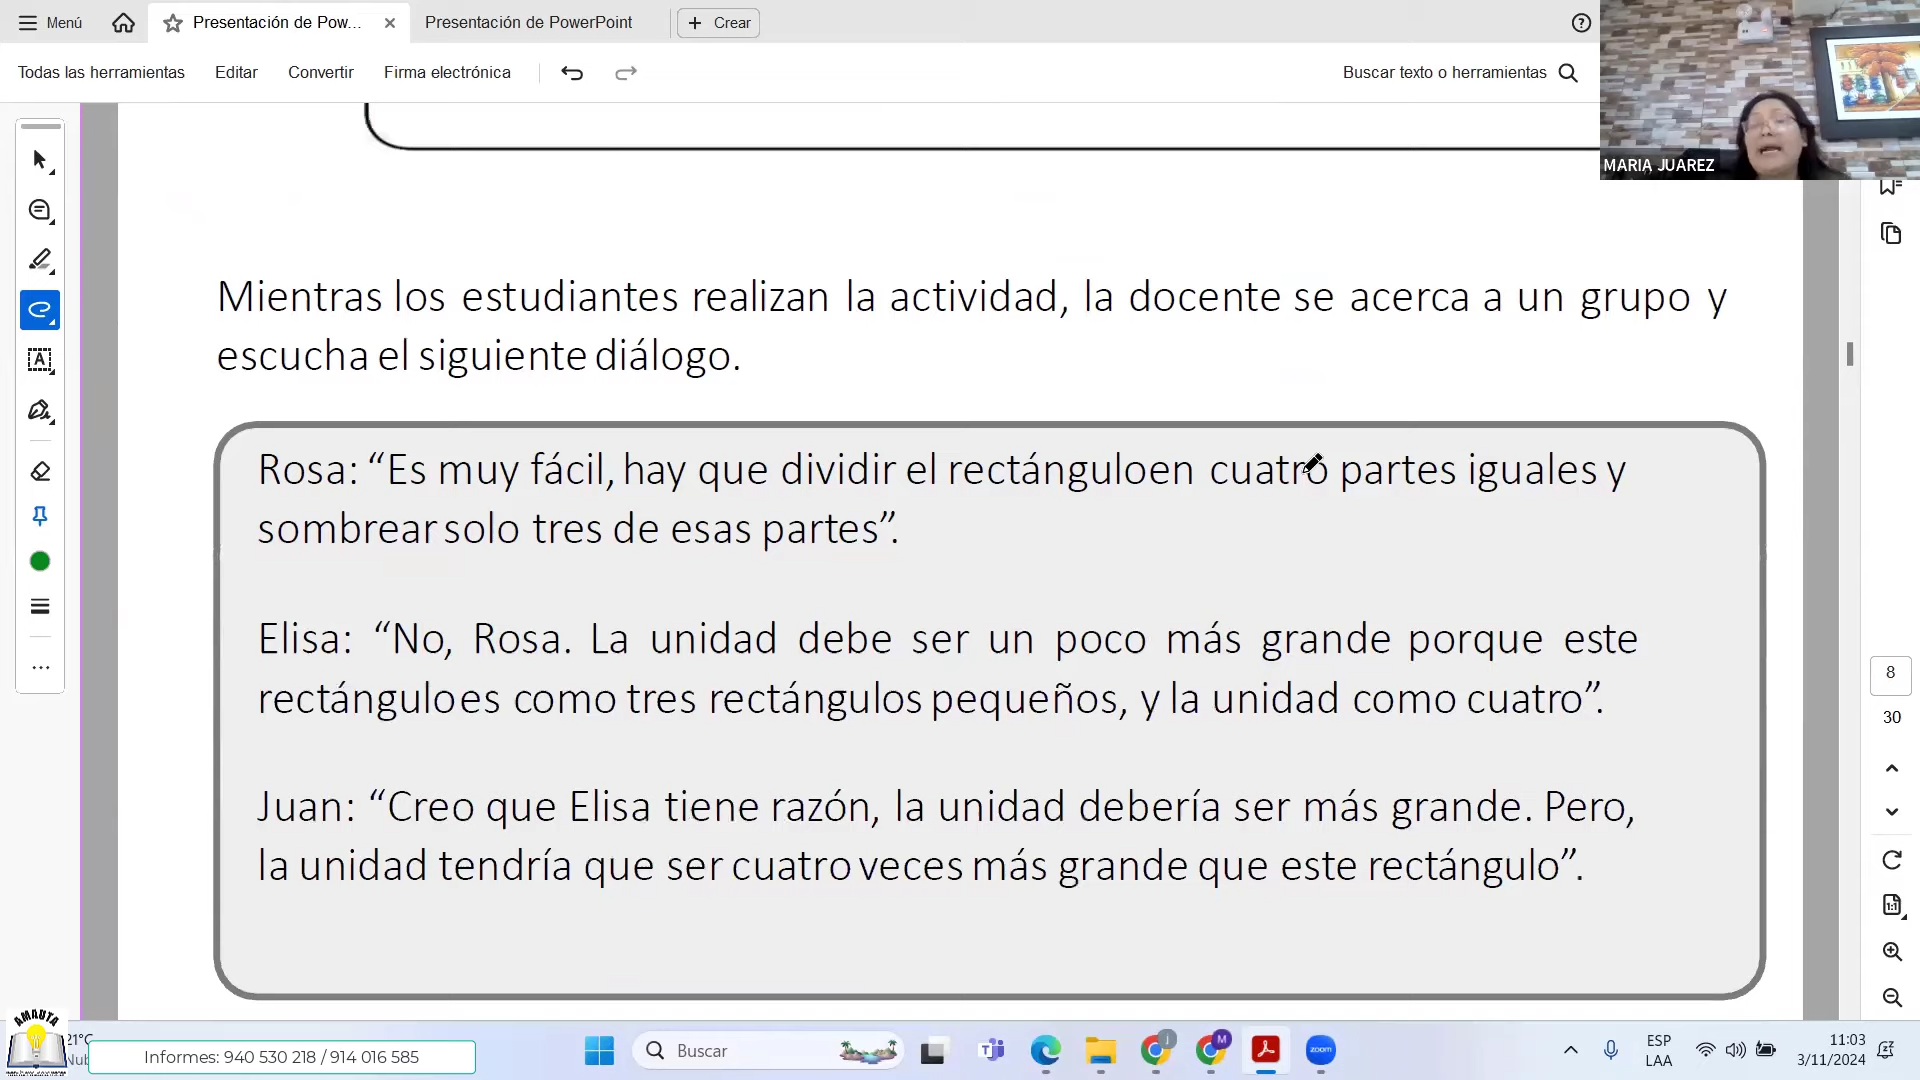 Menú
Presentación de Pow...
Presentación de PowerPoint
Crear
Todas las herramientas
Editar
Convertir
Firma electrónica
Buscar texto o herramientas
MARIA JUAREZ
Mientras los estudiantes realizan la actividad, la docente se acerca a un grupo y
escucha el siguiente diálogo.
Rosa: “Es muy fácil, hay que dividir el rectánguloen cuatro partes iguales y
sombrear solo tres de esas partes”.
Elisa: “No, Rosa. La unidad debe ser un poco más grande porque este
rectánguloes como tres rectángulos pequeños, y la unidad como cuatro”.
Juan: “Creo que Elisa tiene razón, la unidad debería ser más grande. Pero,
la unidad tendría que ser cuatro veces más grande que este rectángulo”.
8
30
AMAUTA
21°C
Informes: 940 530 218 / 914 016 585
Buscar
zoom
ESP
LAA
11:03
3/11/2024